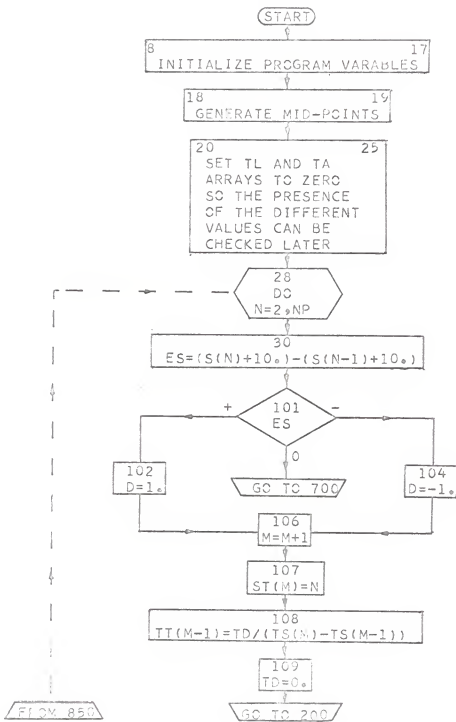 START
8 17
INITIALIZE PROGRAM VARABLES
18 19
GENERATE MID-POINTS
20 25
SET TL AND TA
ARRAYS TO ZERO
SO THE PRESENCE
OF THE DIFFERENT
VALUES CAN BE
CHECKED LATER
28
DO
N=2,NP
30
ES=(S(N)+10.)-(S(N-1)+10.)
101
ES
+ -
0
102
D=1.
GO TO 700
104
D=-1.
106
M=M+1
107
ST(M)=N
108
TT(M-1)=TD/(TS(M)-TS(M-1))
109
TD=0.
FROM 850
GO TO 200